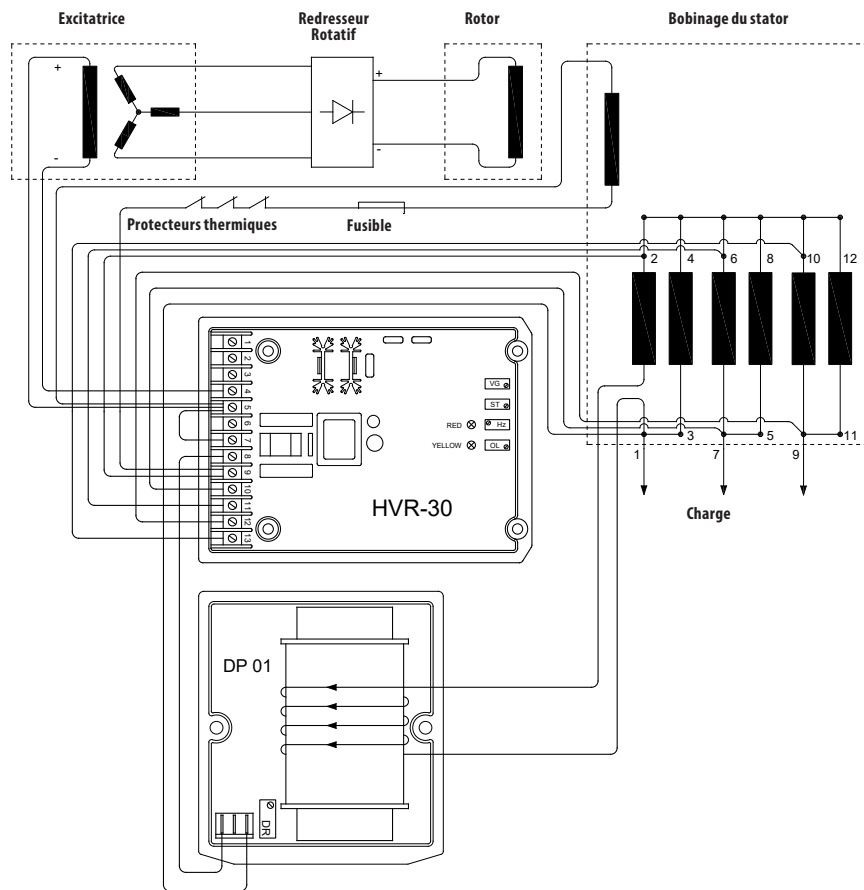 Excitatrice
Redresseur
Rotatif
Rotor
Bobinage du stator
+
-
+
-
Protecteurs thermiques
Fusible
2
4
6
8
10
12
1
2
3
4
5
6
7
8
9
10
11
12
13
VG
ST
RED
Hz
YELLOW
OL
HVR-30
1
3
7
5
9
11
Charge
DP 01
DR